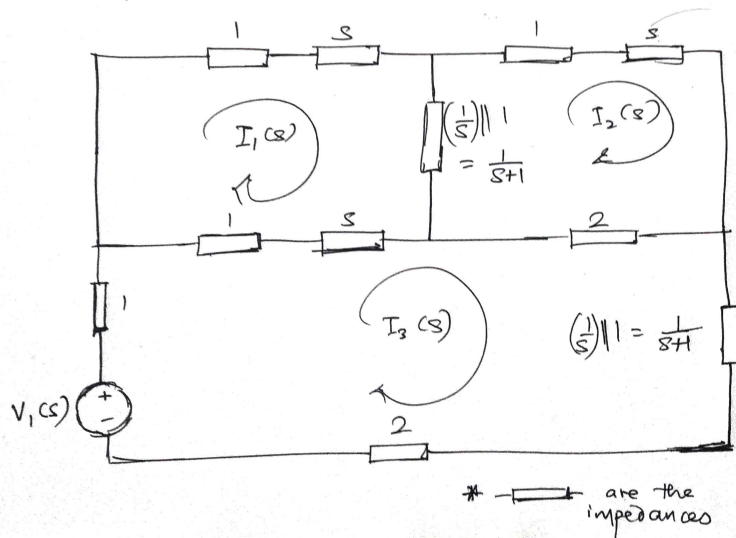 1 s 1 s
I₁(s)
(1/s)||1
= 1/(s+1)
I₂(s)
1 s 2
1
I₃(s)
(1/s)||1 = 1/(s+1)
V₁(s)
+
−
2
* are the
impedances